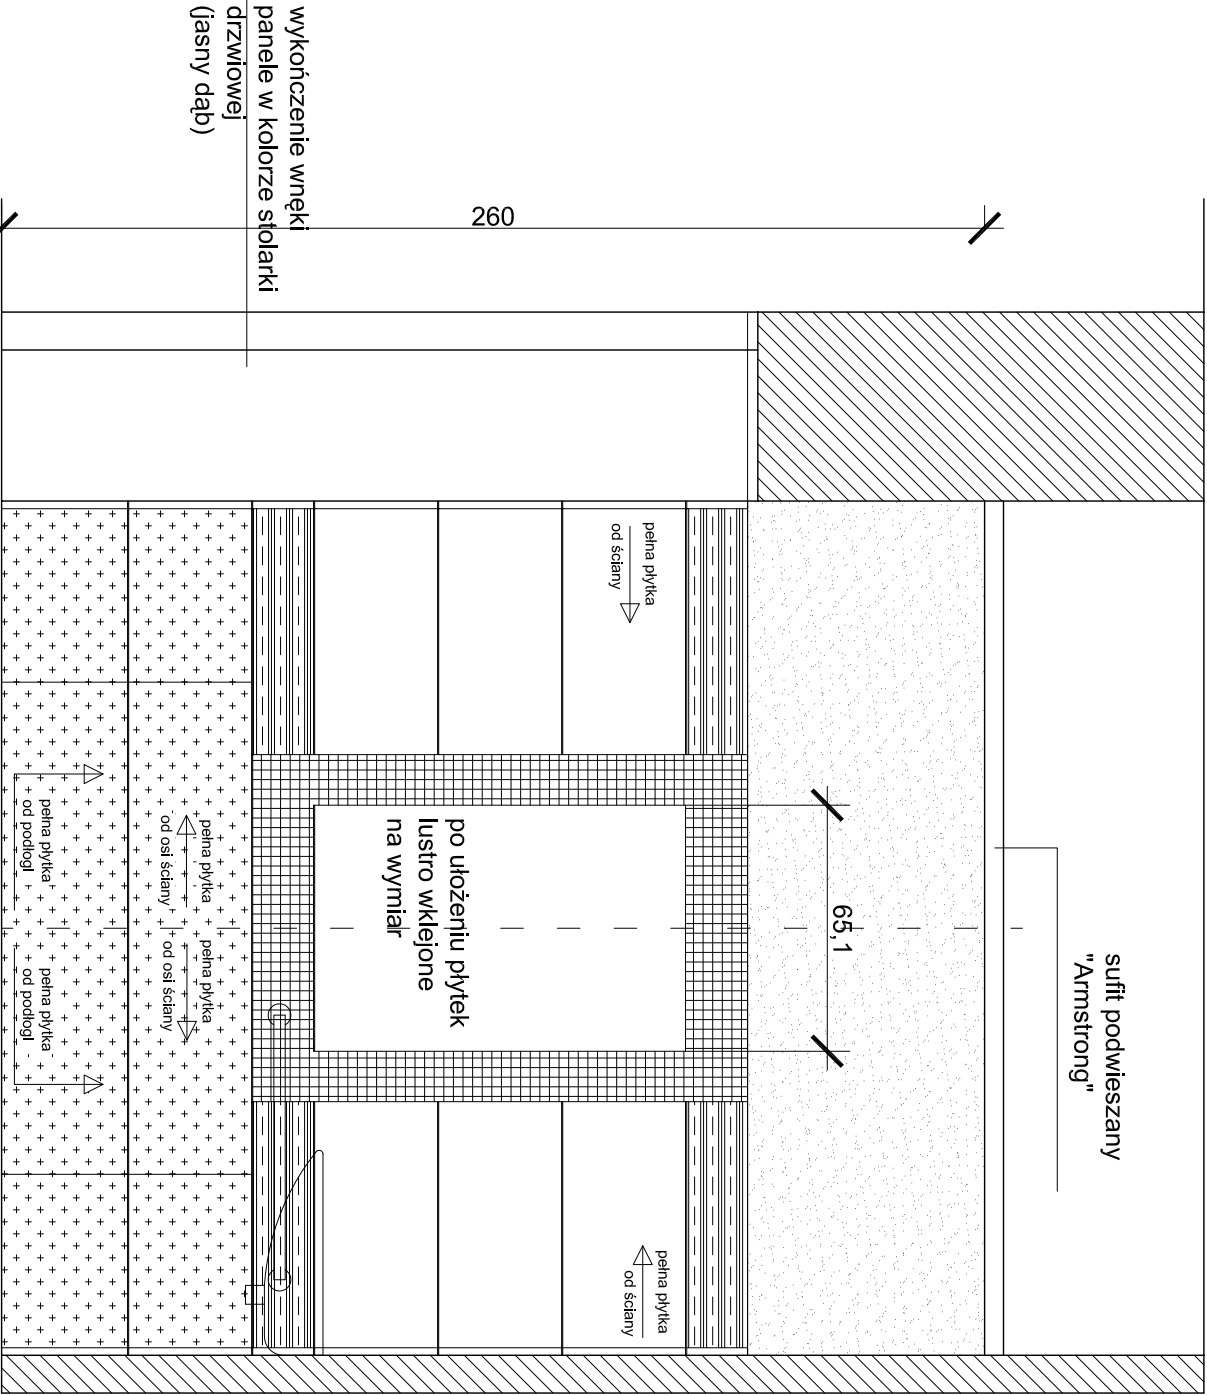 wykończenie wnęki
panele w kolorze stolarki
drzwiowej
(jasny dąb)
260
sufit podwieszany
"Armstrong"
65,1
pełna płytka
od ściany
pełna płytka
od ściany
po ułożeniu płytek
lustro wklejone
na wymiar
pełna płytka
od osi ściany
pełna płytka
od osi ściany
pełna płytka
od podłogi
pełna płytka
od podłogi